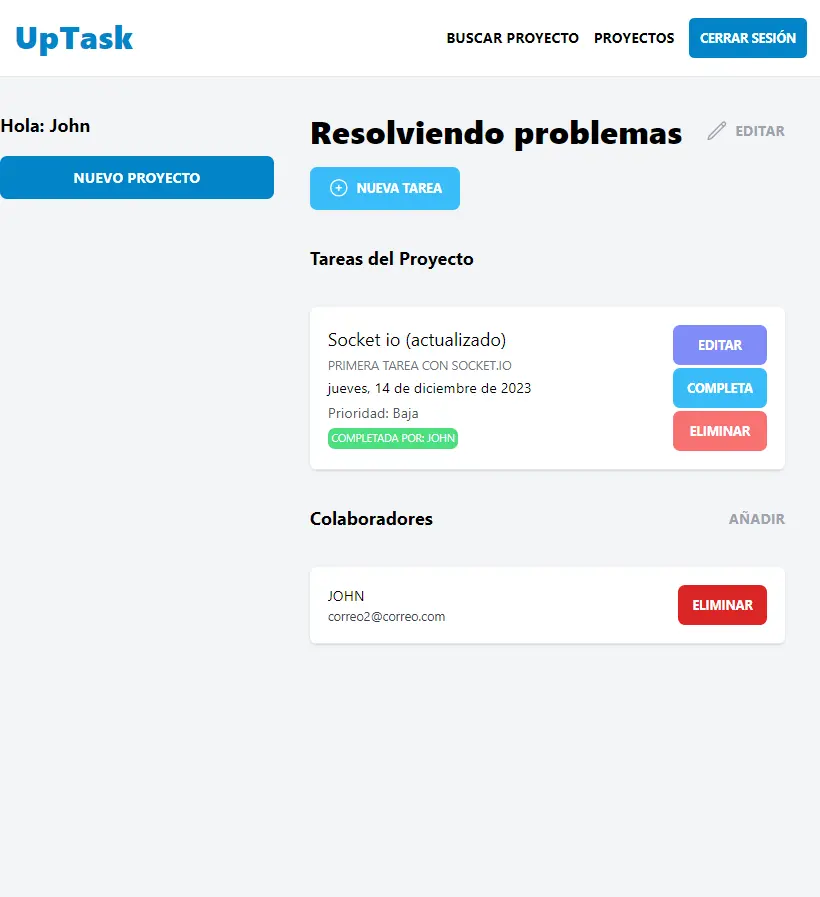 UpTask
BUSCAR PROYECTO
PROYECTOS
CERRAR SESIÓN
Hola: John
NUEVO PROYECTO
Resolviendo problemas
EDITAR
NUEVA TAREA
Tareas del Proyecto
Socket io (actualizado)
PRIMERA TAREA CON SOCKET.IO
jueves, 14 de diciembre de 2023
Prioridad: Baja
COMPLETADA POR: JOHN
EDITAR
COMPLETA
ELIMINAR
Colaboradores
AÑADIR
JOHN
correo2@correo.com
ELIMINAR